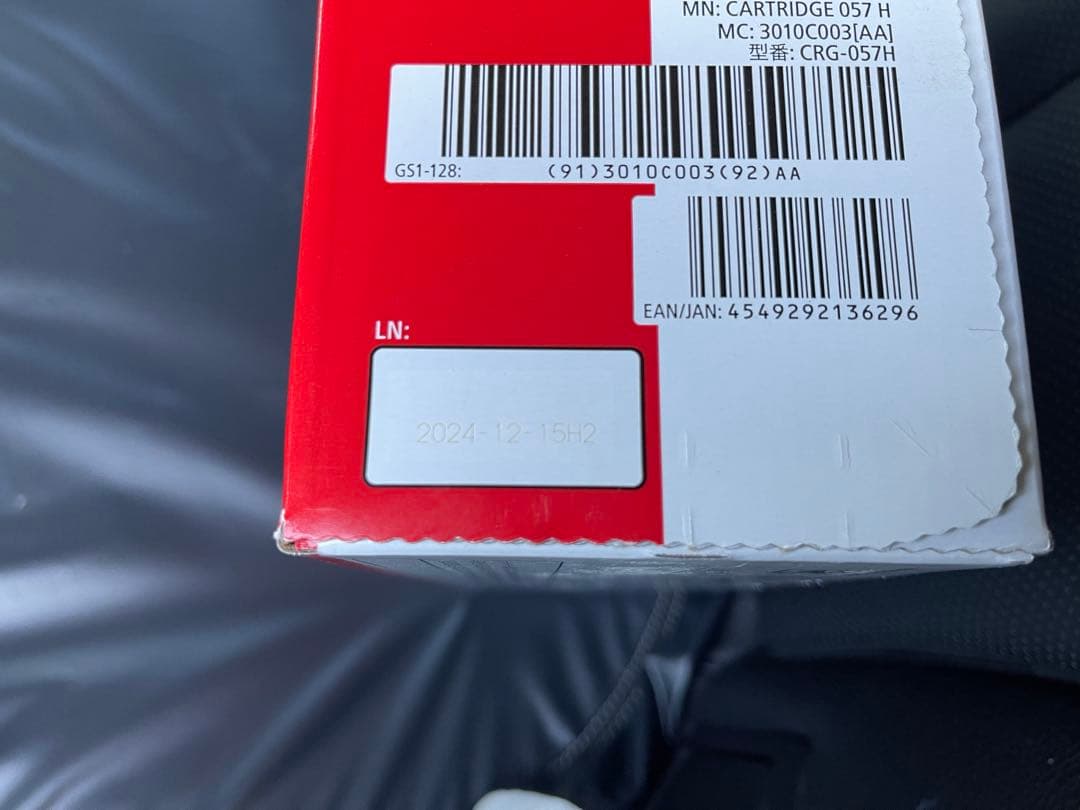 MN: CARTRIDGE 057 H
MC: 3010C003[AA]
型番: CRG-057H
GS1-128: (91)3010C003(92)AA
EAN/JAN: 4549292136296
LN:
2024-12-15H2